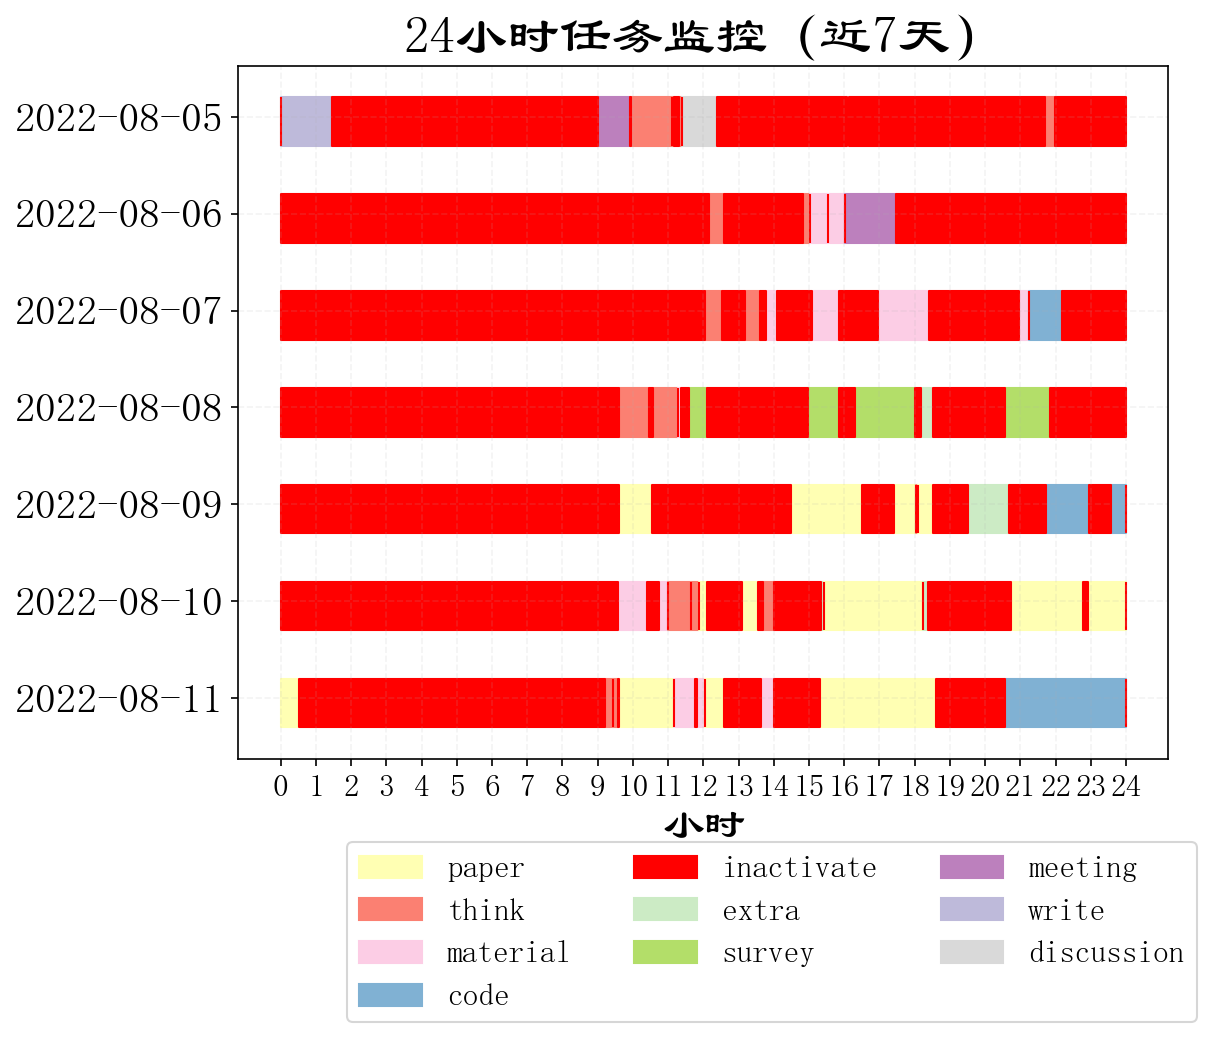 24小时任务监控（近7天）
2022-08-05
2022-08-06
2022-08-07
2022-08-08
2022-08-09
2022-08-10
2022-08-11
0 1 2 3 4 5 6 7 8 9 10 11 12 13 14 15 16 17 18 19 20 21 22 23 24
小时
paper inactivate meeting
think extra write
material survey discussion
code